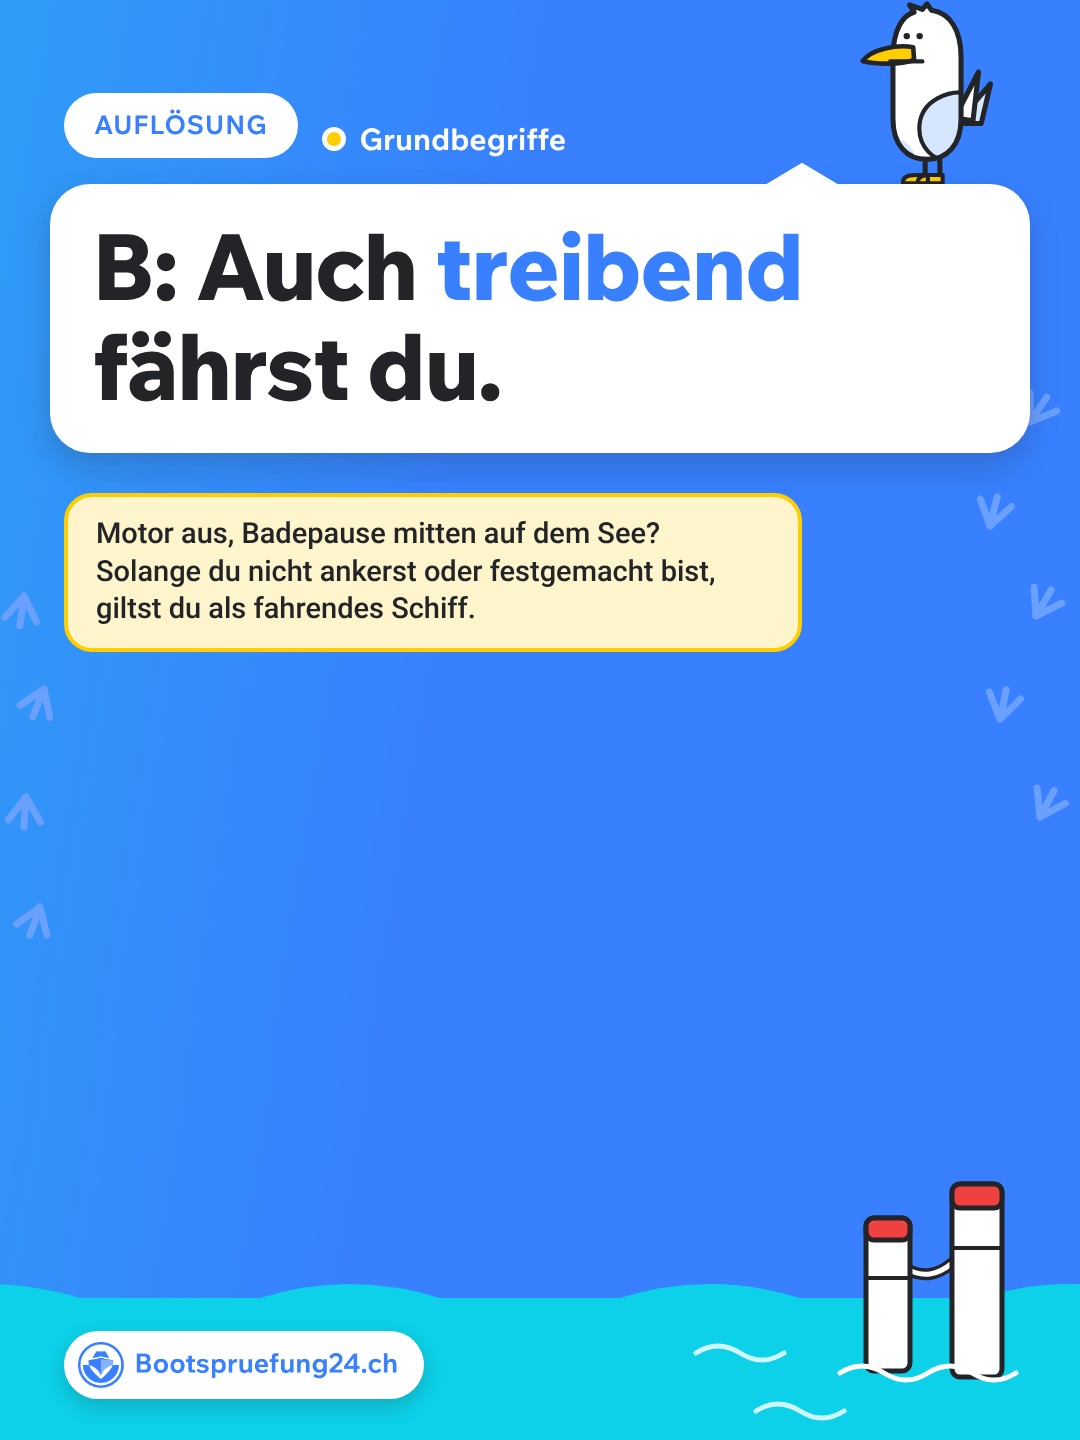 AUFLÖSUNG
Grundbegriffe
B: Auch treibend
fährst du.
Motor aus, Badepause mitten auf dem See?
Solange du nicht ankerst oder festgemacht bist,
giltst du als fahrendes Schiff.
Bootspruefung24.ch